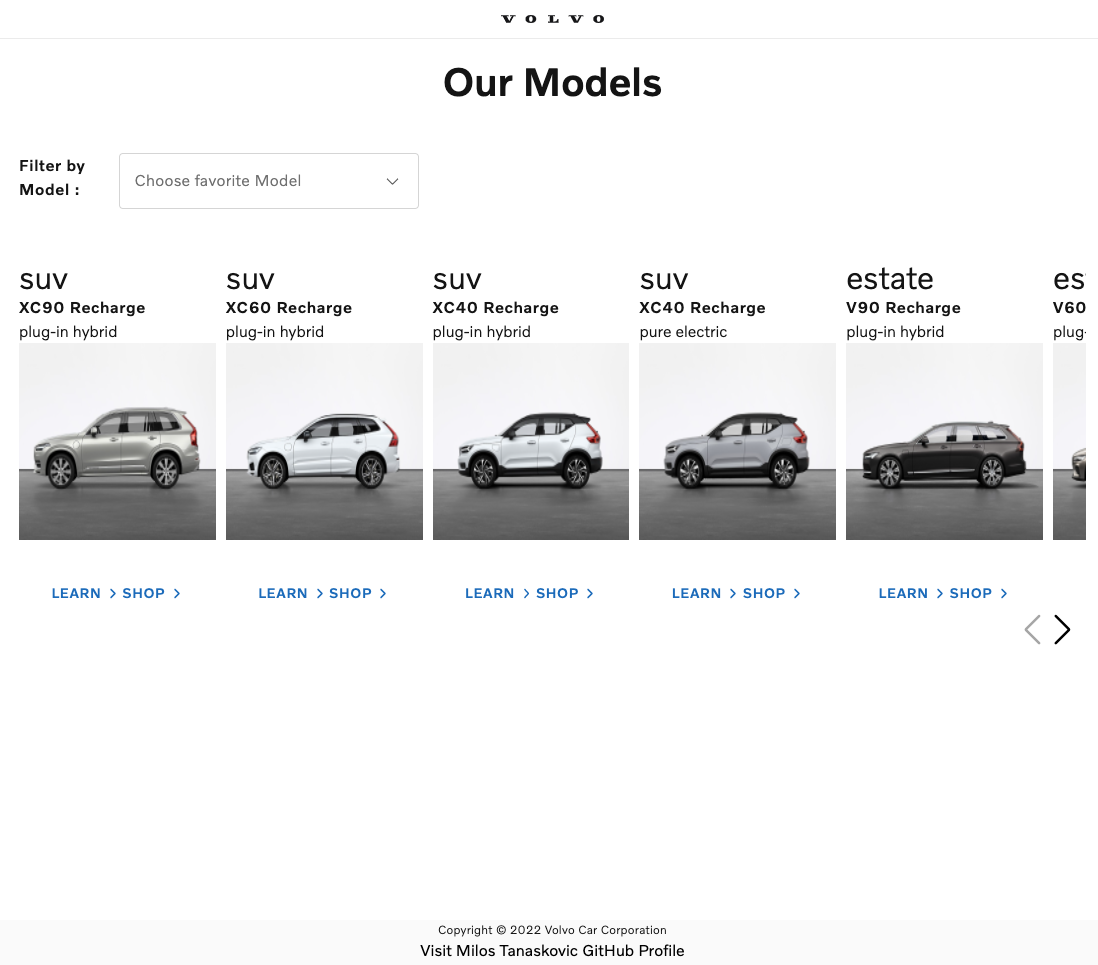 VOLVO
Our Models
Filter by
Model :
Choose favorite Model
suv
XC90 Recharge
plug-in hybrid
LEARN
SHOP
suv
XC60 Recharge
plug-in hybrid
LEARN
SHOP
suv
XC40 Recharge
plug-in hybrid
LEARN
SHOP
suv
XC40 Recharge
pure electric
LEARN
SHOP
estate
V90 Recharge
plug-in hybrid
LEARN
SHOP
es
V60
plug-
Copyright © 2022 Volvo Car Corporation
Visit Milos Tanaskovic GitHub Profile